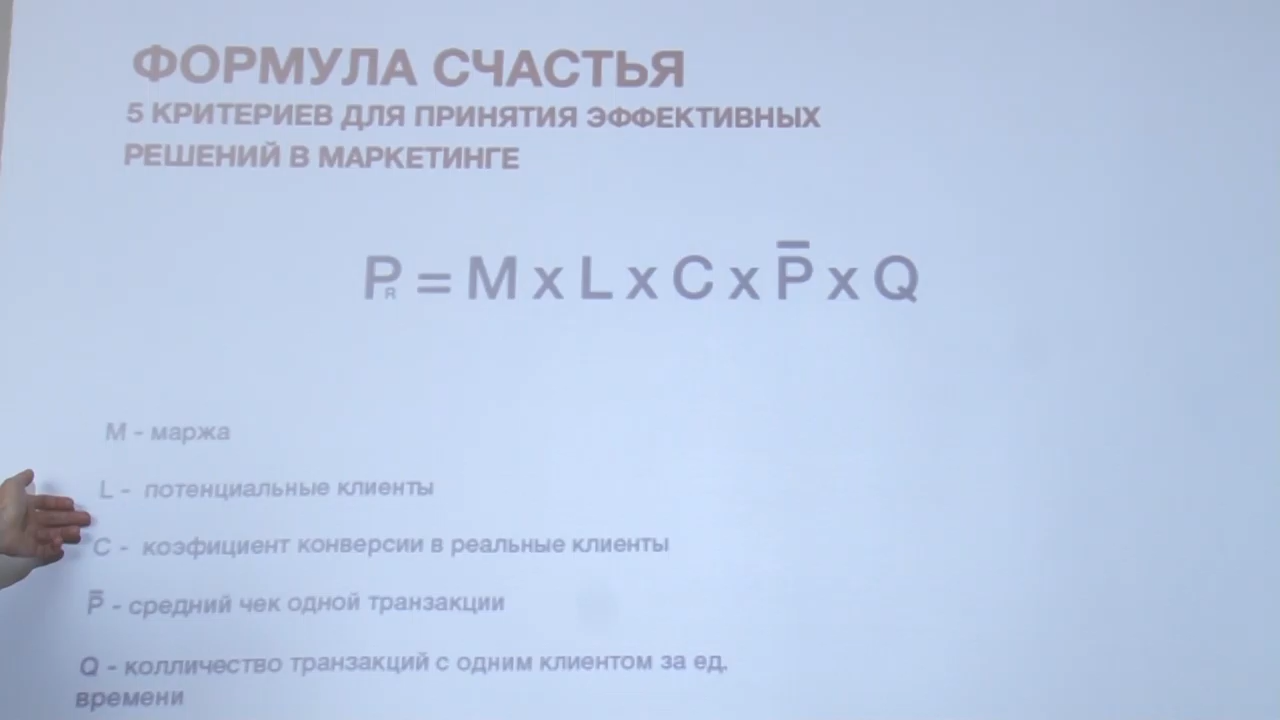 ФОРМУЛА СЧАСТЬЯ
5 КРИТЕРИЕВ ДЛЯ ПРИНЯТИЯ ЭФФЕКТИВНЫХ
РЕШЕНИЙ В МАРКЕТИНГЕ
P_R = M x L x C x P̅ x Q
М - маржа
L - потенциальные клиенты
C - коэфициент конверсии в реальные клиенты
P̅ - средний чек одной транзакции
Q - колличество транзакций с одним клиентом за ед.
времени